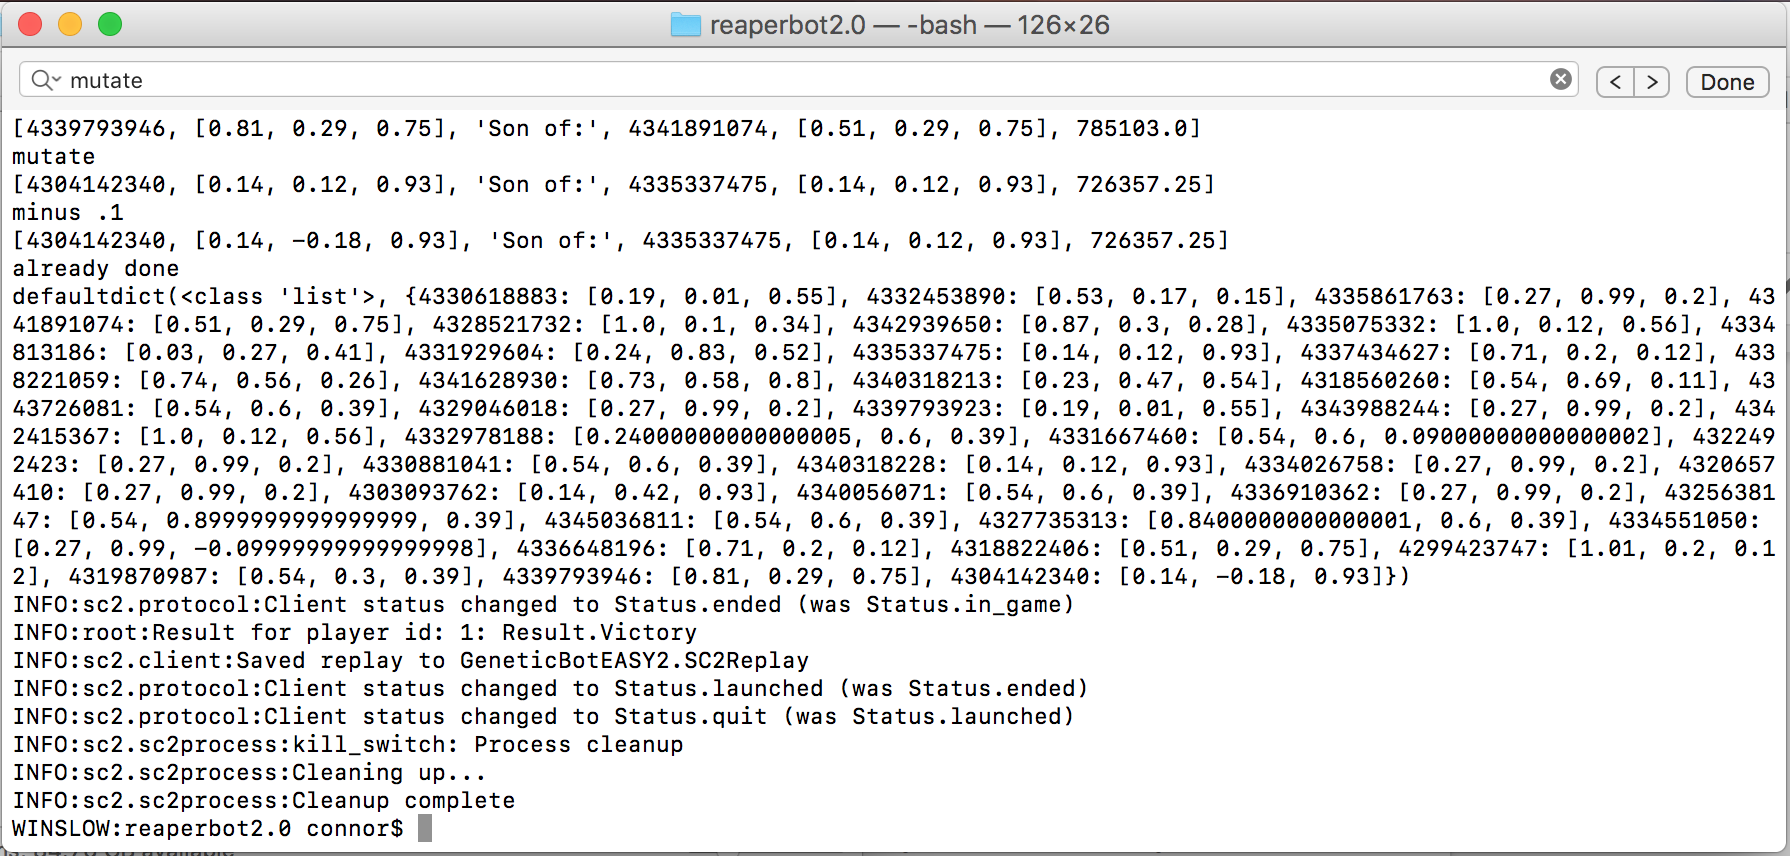 reaperbot2.0 — -bash — 126×26
mutate
< > Done
[4339793946, [0.81, 0.29, 0.75], 'Son of:', 4341891074, [0.51, 0.29, 0.75], 785103.0]
mutate
[4304142340, [0.14, 0.12, 0.93], 'Son of:', 4335337475, [0.14, 0.12, 0.93], 726357.25]
minus .1
[4304142340, [0.14, -0.18, 0.93], 'Son of:', 4335337475, [0.14, 0.12, 0.93], 726357.25]
already done
defaultdict(<class 'list'>, {4330618883: [0.19, 0.01, 0.55], 4332453890: [0.53, 0.17, 0.15], 4335861763: [0.27, 0.99, 0.2], 43
41891074: [0.51, 0.29, 0.75], 4328521732: [1.0, 0.1, 0.34], 4342939650: [0.87, 0.3, 0.28], 4335075332: [1.0, 0.12, 0.56], 4334
813186: [0.03, 0.27, 0.41], 4331929604: [0.24, 0.83, 0.52], 4335337475: [0.14, 0.12, 0.93], 4337434627: [0.71, 0.2, 0.12], 433
8221059: [0.74, 0.56, 0.26], 4341628930: [0.73, 0.58, 0.8], 4340318213: [0.23, 0.47, 0.54], 4318560260: [0.54, 0.69, 0.11], 43
43726081: [0.54, 0.6, 0.39], 4329046018: [0.27, 0.99, 0.2], 4339793923: [0.19, 0.01, 0.55], 4343988244: [0.27, 0.99, 0.2], 434
2415367: [1.0, 0.12, 0.56], 4332978188: [0.24000000000000005, 0.6, 0.39], 4331667460: [0.54, 0.6, 0.09000000000000002], 432249
2423: [0.27, 0.99, 0.2], 4330881041: [0.54, 0.6, 0.39], 4340318228: [0.14, 0.12, 0.93], 4334026758: [0.27, 0.99, 0.2], 4320657
410: [0.27, 0.99, 0.2], 4303093762: [0.14, 0.42, 0.93], 4340056071: [0.54, 0.6, 0.39], 4336910362: [0.27, 0.99, 0.2], 43256381
47: [0.54, 0.8999999999999999, 0.39], 4345036811: [0.54, 0.6, 0.39], 4327735313: [0.8400000000000001, 0.6, 0.39], 4334551050:
[0.27, 0.99, -0.09999999999999998], 4336648196: [0.71, 0.2, 0.12], 4318822406: [0.51, 0.29, 0.75], 4299423747: [1.01, 0.2, 0.1
2], 4319870987: [0.54, 0.3, 0.39], 4339793946: [0.81, 0.29, 0.75], 4304142340: [0.14, -0.18, 0.93]})
INFO:sc2.protocol:Client status changed to Status.ended (was Status.in_game)
INFO:root:Result for player id: 1: Result.Victory
INFO:sc2.client:Saved replay to GeneticBotEASY2.SC2Replay
INFO:sc2.protocol:Client status changed to Status.launched (was Status.ended)
INFO:sc2.protocol:Client status changed to Status.quit (was Status.launched)
INFO:sc2.sc2process:kill_switch: Process cleanup
INFO:sc2.sc2process:Cleaning up...
INFO:sc2.sc2process:Cleanup complete
WINSLOW:reaperbot2.0 connor$